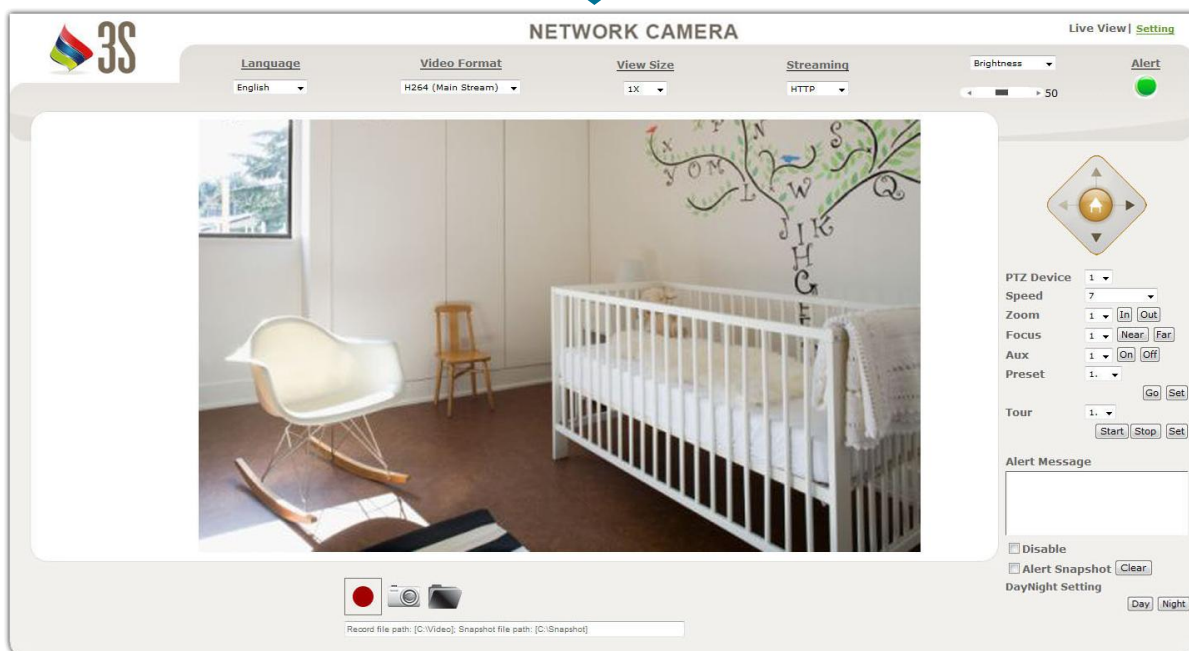 3S
NETWORK CAMERA
Live View| Setting
Language
Video Format
View Size
Streaming
Brightness
Alert
English
H264 (Main Stream)
1X
HTTP
50
X P N S
Y O M L W Q
J I K
H
G
E
PTZ Device 1
Speed 7
Zoom 1 In Out
Focus 1 Near Far
Aux 1 On Off
Preset 1.
Go Set
Tour 1.
Start Stop Set
Alert Message
Disable
Alert Snapshot Clear
DayNight Setting
Day Night
Record file path: [C:\Video]; Snapshot file path: [C:\Snapshot]